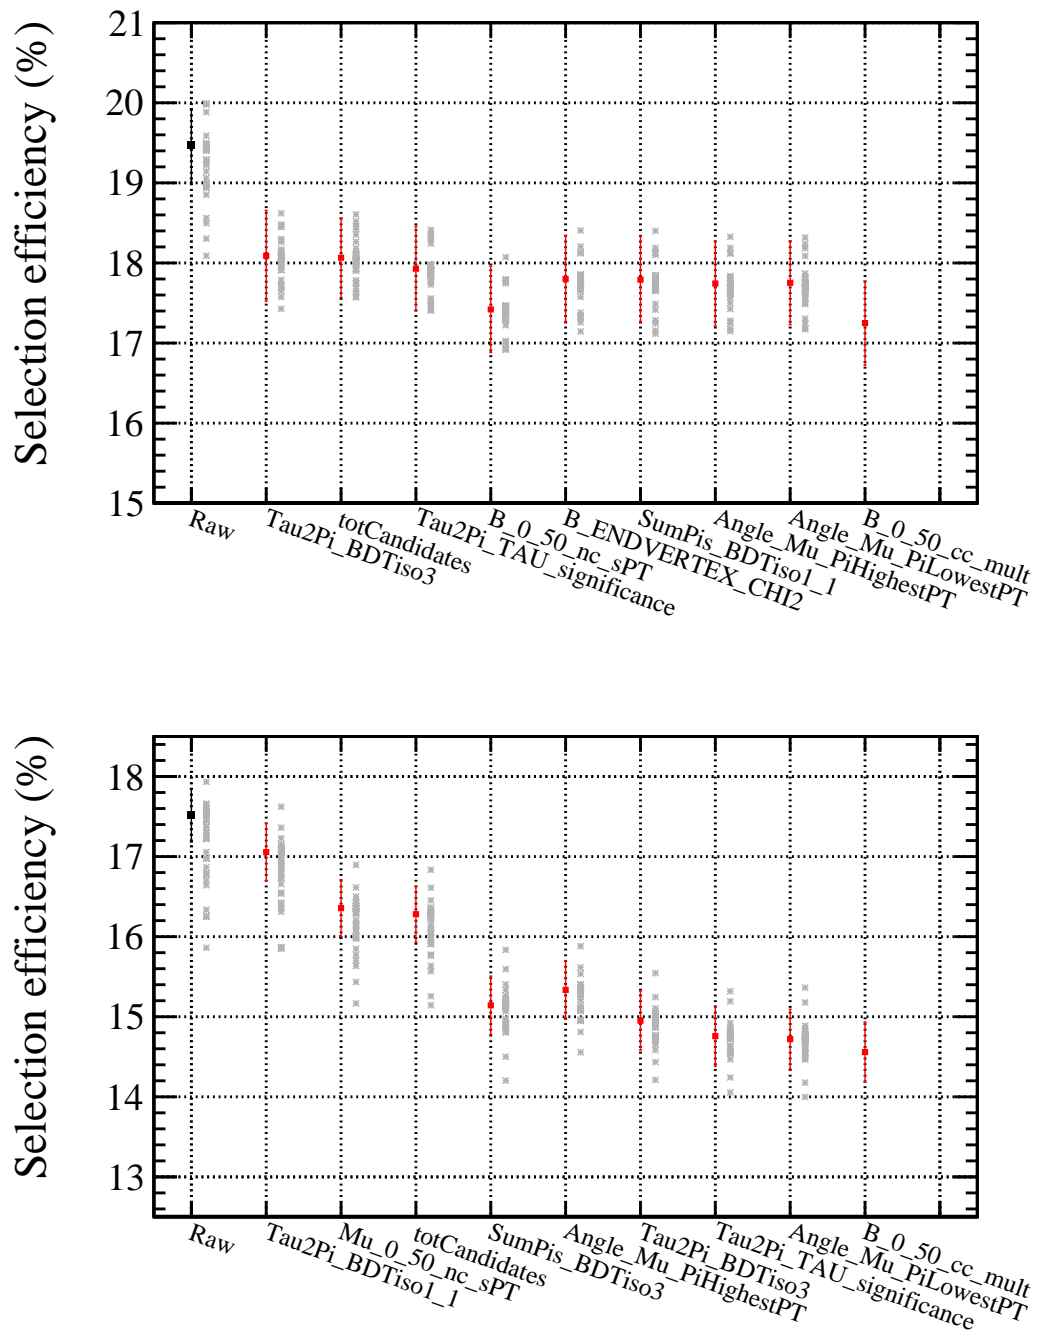 Selection efficiency (%)
21
20
19
18
17
16
15
Raw
Tau2Pi_BDTiso3
totCandidates
Tau2Pi_TAU_significance
B_0_50_nc_sPT
B_ENDVERTEX_CHI2
SumPis_BDTiso1_1
Angle_Mu_PiHighestPT
Angle_Mu_PiLowestPT
B_0_50_cc_mult
Selection efficiency (%)
18
17
16
15
14
13
Raw
Tau2Pi_BDTiso1_1
Mu_0_50_nc_sPT
totCandidates
SumPis_BDTiso3
Angle_Mu_PiHighestPT
Tau2Pi_BDTiso3
Tau2Pi_TAU_significance
Angle_Mu_PiLowestPT
B_0_50_cc_mult